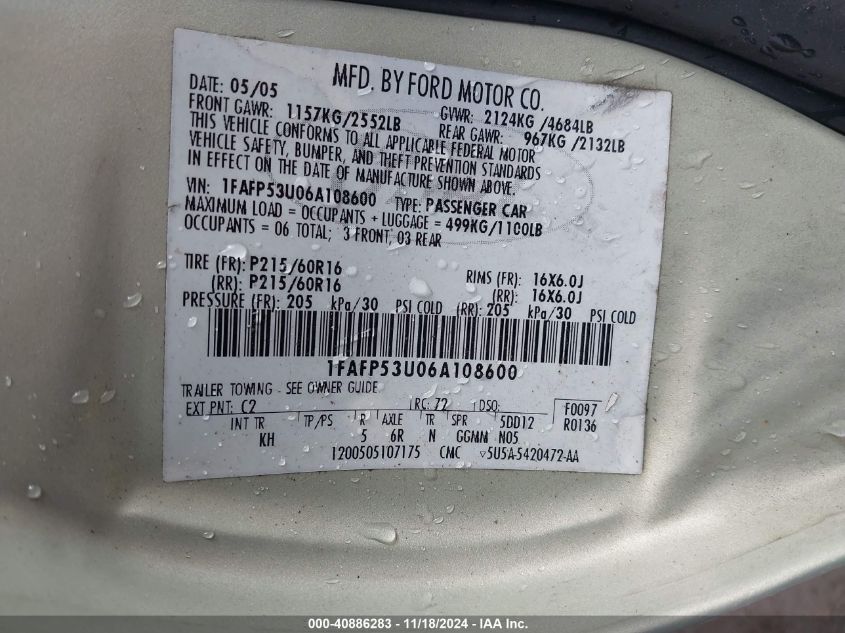 MFD. BY FORD MOTOR CO.
DATE: 05/05 GVWR: 2124KG /4684LB
FRONT GAWR: 1157KG/2552LB REAR GAWR: 967KG /2132LB
THIS VEHICLE CONFORMS TO ALL APPLICABLE FEDERAL MOTOR
VEHICLE SAFETY, BUMPER, AND THEFT PREVENTION STANDARDS
IN EFFECT ON THE DATE OF MANUFACTURE SHOWN ABOVE.
VIN: 1FAFP53U06A108600 TYPE: PASSENGER CAR
MAXIMUM LOAD = OCCUPANTS + LUGGAGE = 499KG/1100LB
OCCUPANTS = 06 TOTAL; 3 FRONT, 03 REAR
TIRE (FR): P215/60R16 RIMS (FR): 16X6.0J
(RR): P215/60R16 (RR): 16X6.0J
PRESSURE (FR): 205 kPa/30 PSI COLD (RR): 205 kPa/30 PSI COLD
1FAFP53U06A108600
TRAILER TOWING - SEE OWNER GUIDE
EXT PNT: C2 RC: 72 DSO: F0097
INT TR TP/PS R AXLE TR SPR 5DD12 R0136
KH 5 6R N GGMM N05
1200505107175 CMC ▽5U5A-5420472-AA
000-40886283 - 11/18/2024 - IAA, Inc.